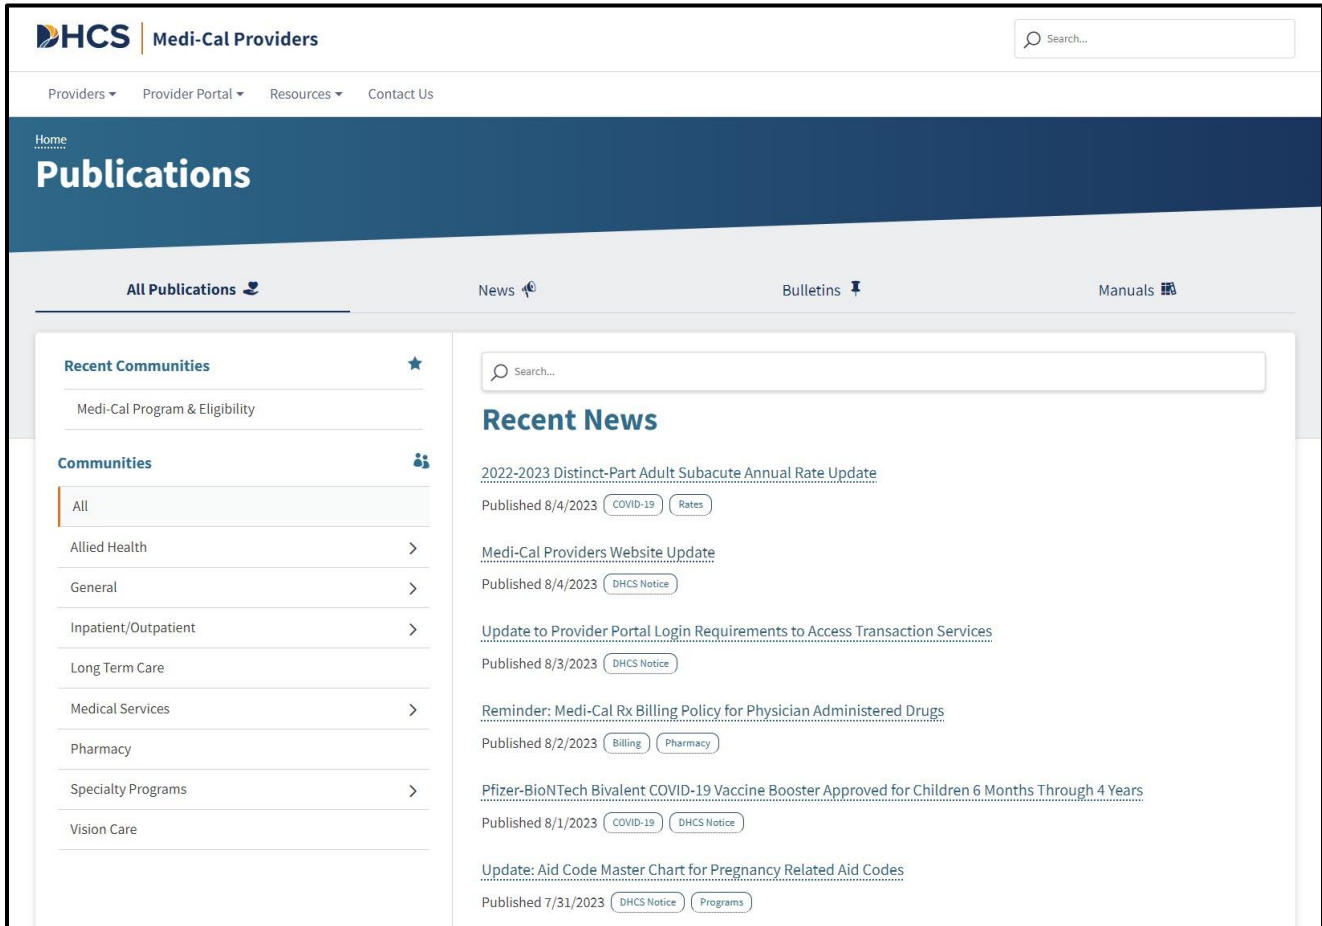 DHCS Medi-Cal Providers
Search...
Providers Provider Portal Resources Contact Us
Home
Publications
All Publications News Bulletins Manuals
Recent Communities
Medi-Cal Program & Eligibility
Communities
All
Allied Health
General
Inpatient/Outpatient
Long Term Care
Medical Services
Pharmacy
Specialty Programs
Vision Care
Search...
Recent News
2022-2023 Distinct-Part Adult Subacute Annual Rate Update
Published 8/4/2023 COVID-19 Rates
Medi-Cal Providers Website Update
Published 8/4/2023 DHCS Notice
Update to Provider Portal Login Requirements to Access Transaction Services
Published 8/3/2023 DHCS Notice
Reminder: Medi-Cal Rx Billing Policy for Physician Administered Drugs
Published 8/2/2023 Billing Pharmacy
Pfizer-BioNTech Bivalent COVID-19 Vaccine Booster Approved for Children 6 Months Through 4 Years
Published 8/1/2023 COVID-19 DHCS Notice
Update: Aid Code Master Chart for Pregnancy Related Aid Codes
Published 7/31/2023 DHCS Notice Programs